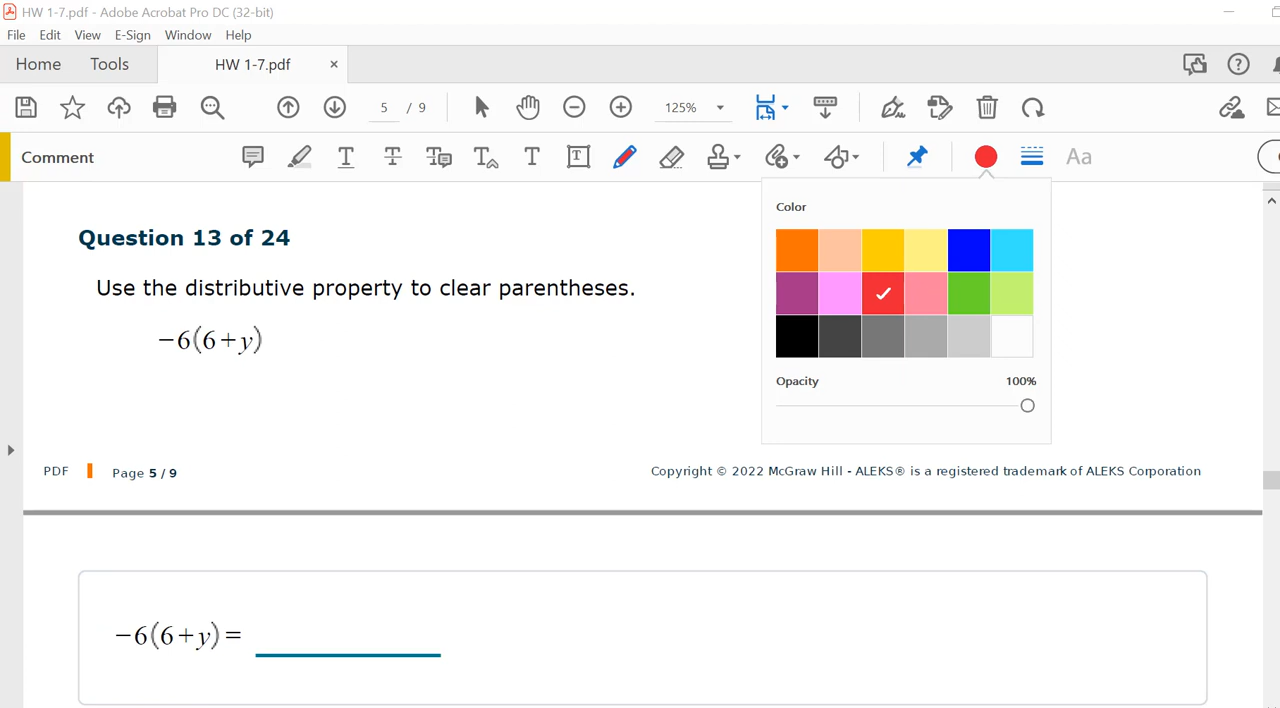 HW 1-7.pdf - Adobe Acrobat Pro DC (32-bit)
File Edit View E-Sign Window Help
Home Tools HW 1-7.pdf ×
5 / 9 125%
Comment
T T T T T T Aa
Color
Question 13 of 24
Use the distributive property to clear parentheses.
−6(6+y)
Opacity 100%
PDF Page 5 / 9 Copyright © 2022 McGraw Hill - ALEKS® is a registered trademark of ALEKS Corporation
−6(6+y)=